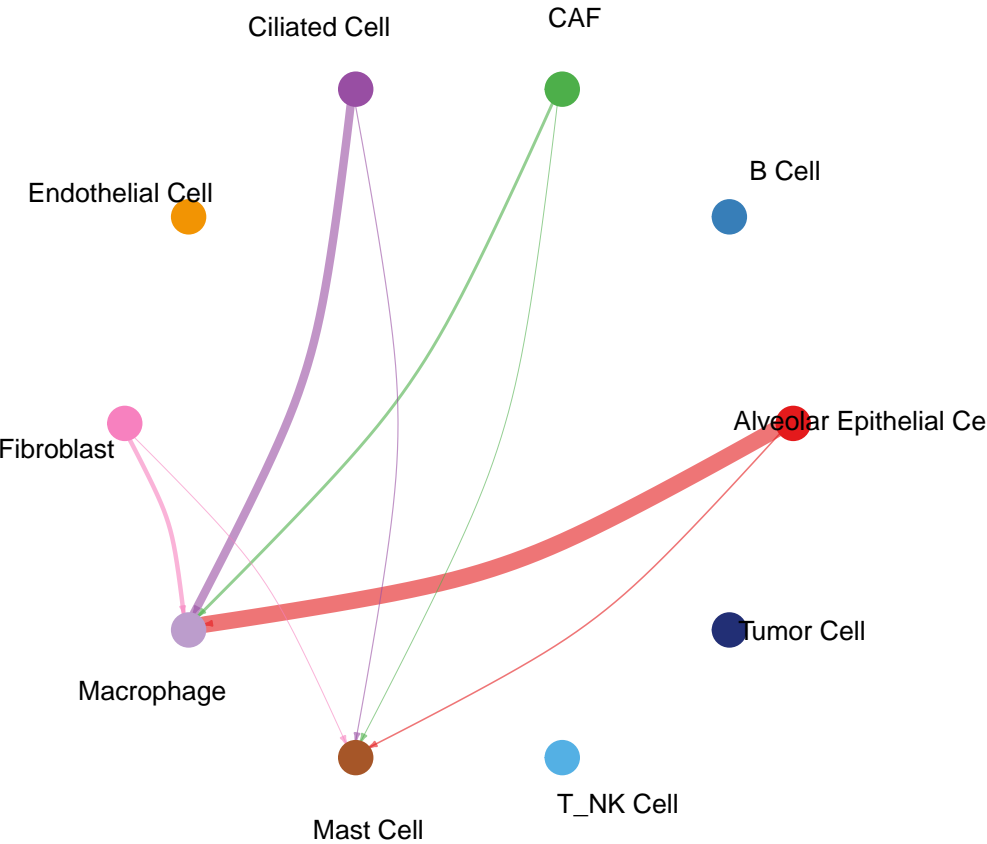 Ciliated Cell
CAF
B Cell
Endothelial Cell
Alveolar Epithelial Ce
Fibroblast
Tumor Cell
Macrophage
T_NK Cell
Mast Cell